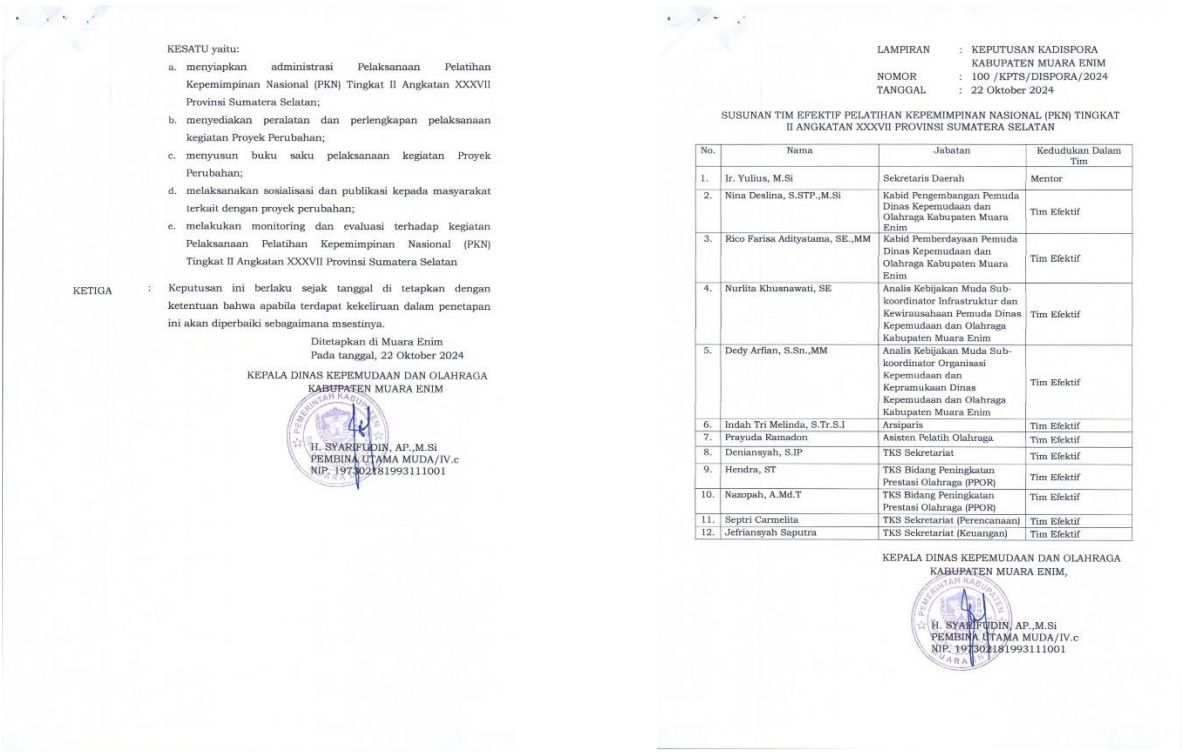 KESATU yaitu:
a. menyiapkan administrasi Pelaksanaan Pelatihan
Kepemimpinan Nasional (PKN) Tingkat II Angkatan XXXVII
Provinsi Sumatera Selatan;
b. menyediakan peralatan dan perlengkapan pelaksanaan
kegiatan Proyek Perubahan;
c. menyusun buku saku pelaksanaan kegiatan Proyek
Perubahan;
d. melaksanakan sosialisasi dan publikasi kepada masyarakat
terkait dengan proyek perubahan;
e. melakukan monitoring dan evaluasi terhadap kegiatan
Pelaksanaan Pelatihan Kepemimpinan Nasional (PKN)
Tingkat II Angkatan XXXVII Provinsi Sumatera Selatan
KETIGA : Keputusan ini berlaku sejak tanggal di tetapkan dengan
ketentuan bahwa apabila terdapat kekeliruan dalam penetapan
ini akan diperbaiki sebagaimana msestinya.
Ditetapkan di Muara Enim
Pada tanggal, 22 Oktober 2024
KEPALA DINAS KEPEMUDAAN DAN OLAHRAGA
KABUPATEN MUARA ENIM
PEMERINTAH KABUPATEN
MUARA ENIM
H. SYARIFUDIN, AP.,M.Si
PEMBINA UTAMA MUDA/IV.c
NIP. 197302181993111001
LAMPIRAN : KEPUTUSAN KADISPORA
KABUPATEN MUARA ENIM
NOMOR : 100 /KPTS/DISPORA/2024
TANGGAL : 22 Oktober 2024
SUSUNAN TIM EFEKTIF PELATIHAN KEPEMIMPINAN NASIONAL (PKN) TINGKAT
II ANGKATAN XXXVII PROVINSI SUMATERA SELATAN
No. Nama Jabatan Kedudukan Dalam
Tim
1. Ir. Yulius, M.Si Sekretaris Daerah Mentor
2. Nina Deslina, S.STP.,M.Si Kabid Pengembangan Pemuda
Dinas Kepemudaan dan
Olahraga Kabupaten Muara
Enim
Tim Efektif
3. Rico Farisa Adityatama, SE.,MM Kabid Pemberdayaan Pemuda
Dinas Kepemudaan dan
Olahraga Kabupaten Muara
Enim
Tim Efektif
4. Nurlita Khusnawati, SE Analis Kebijakan Muda Sub-
koordinator Infrastruktur dan
Kewirausahaan Pemuda Dinas
Kepemudaan dan Olahraga
Kabupaten Muara Enim
Tim Efektif
5. Dedy Arfian, S.Sn.,MM Analis Kebijakan Muda Sub-
koordinator Organisasi
Kepemudaan dan
Kepramukaan Dinas
Kepemudaan dan Olahraga
Kabupaten Muara Enim
Tim Efektif
6. Indah Tri Melinda, S.Tr.S.I Arsiparis Tim Efektif
7. Prayuda Ramadon Asisten Pelatih Olahraga Tim Efektif
8. Deniansyah, S.IP TKS Sekretariat Tim Efektif
9. Hendra, ST TKS Bidang Peningkatan
Prestasi Olahraga (PPOR)
Tim Efektif
10. Nazopah, A.Md.T TKS Bidang Peningkatan
Prestasi Olahraga (PPOR)
Tim Efektif
11. Septri Carmelita TKS Sekretariat (Perencanaan) Tim Efektif
12. Jefriansyah Saputra TKS Sekretariat (Keuangan) Tim Efektif
KEPALA DINAS KEPEMUDAAN DAN OLAHRAGA
KABUPATEN MUARA ENIM,
PEMERINTAH KABUPATEN
MUARA ENIM
H. SYARIFUDIN, AP.,M.Si
PEMBINA UTAMA MUDA/IV.c
NIP. 197302181993111001